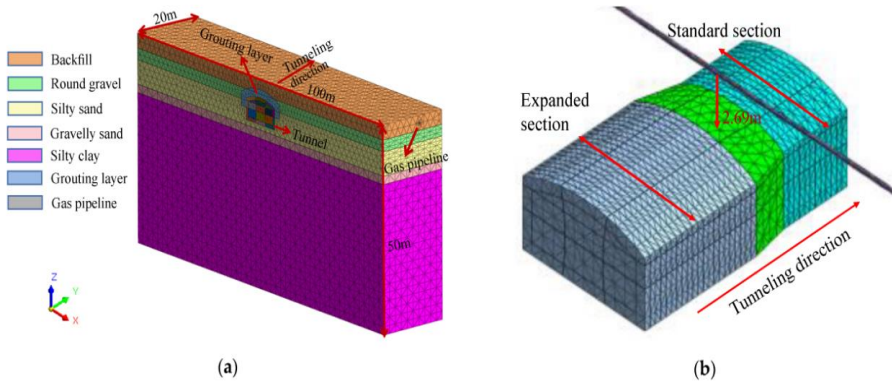 20m
Grouting layer
Tunneling
direction
100m
Tunnel
Gas pipeline
50m
Backfill
Round gravel
Silty sand
Gravelly sand
Silty clay
Grouting layer
Gas pipeline
Z
Y
X
(a)
Standard section
Expanded
section
2.69m
Tunneling direction
(b)